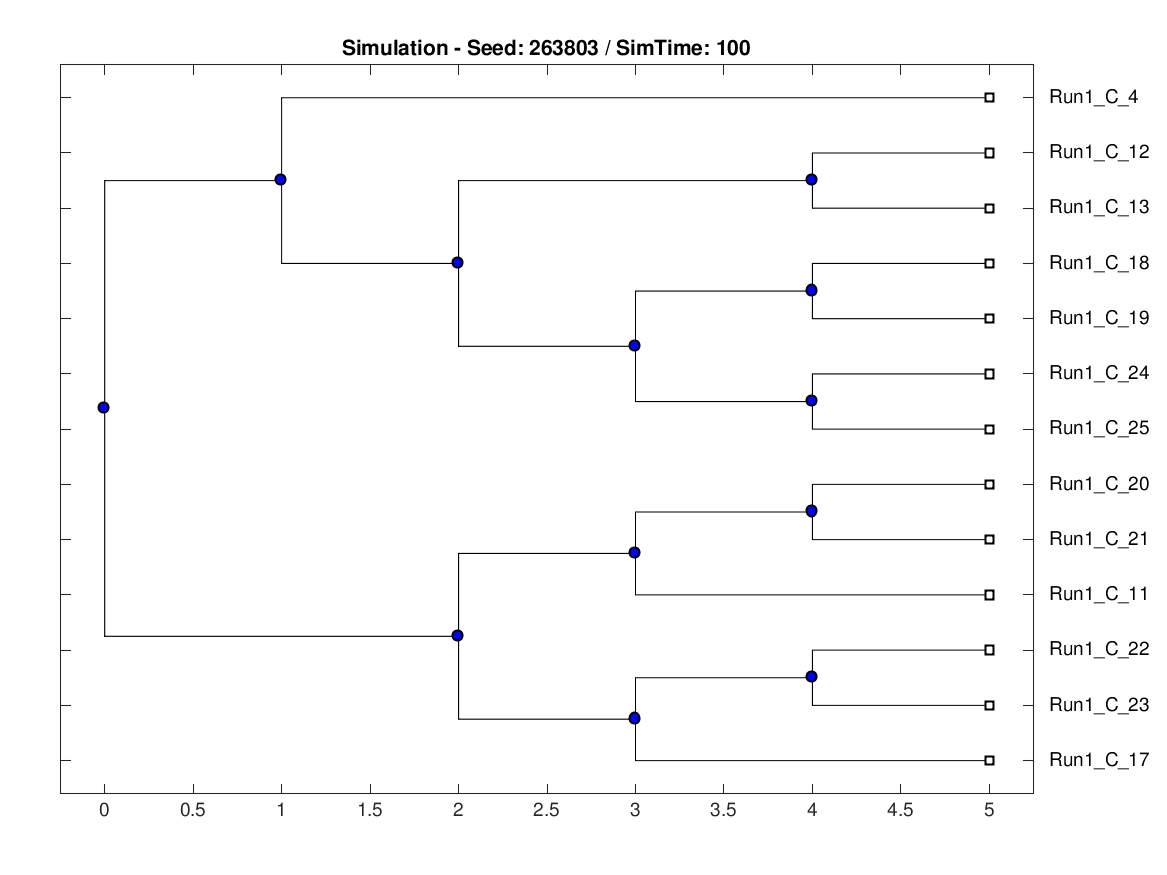 Simulation - Seed: 263803 / SimTime: 100
Run1_C_4
Run1_C_12
Run1_C_13
Run1_C_18
Run1_C_19
Run1_C_24
Run1_C_25
Run1_C_20
Run1_C_21
Run1_C_11
Run1_C_22
Run1_C_23
Run1_C_17
0 0.5 1 1.5 2 2.5 3 3.5 4 4.5 5